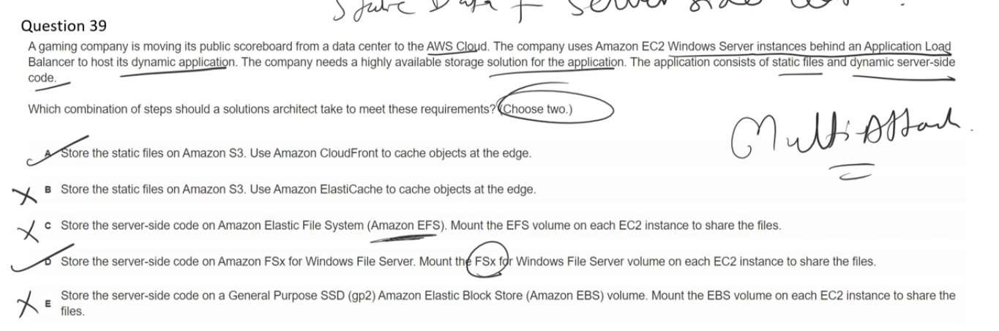 Question 39
A gaming company is moving its public scoreboard from a data center to the AWS Cloud. The company uses Amazon EC2 Windows Server instances behind an Application Load
Balancer to host its dynamic application. The company needs a highly available storage solution for the application. The application consists of static files and dynamic server-side
code.
Which combination of steps should a solutions architect take to meet these requirements? (Choose two.)
Multi-Attach
A Store the static files on Amazon S3. Use Amazon CloudFront to cache objects at the edge.
B Store the static files on Amazon S3. Use Amazon ElastiCache to cache objects at the edge.
C Store the server-side code on Amazon Elastic File System (Amazon EFS). Mount the EFS volume on each EC2 instance to share the files.
D Store the server-side code on Amazon FSx for Windows File Server. Mount the FSx for Windows File Server volume on each EC2 instance to share the files.
E Store the server-side code on a General Purpose SSD (gp2) Amazon Elastic Block Store (Amazon EBS) volume. Mount the EBS volume on each EC2 instance to share the
files.